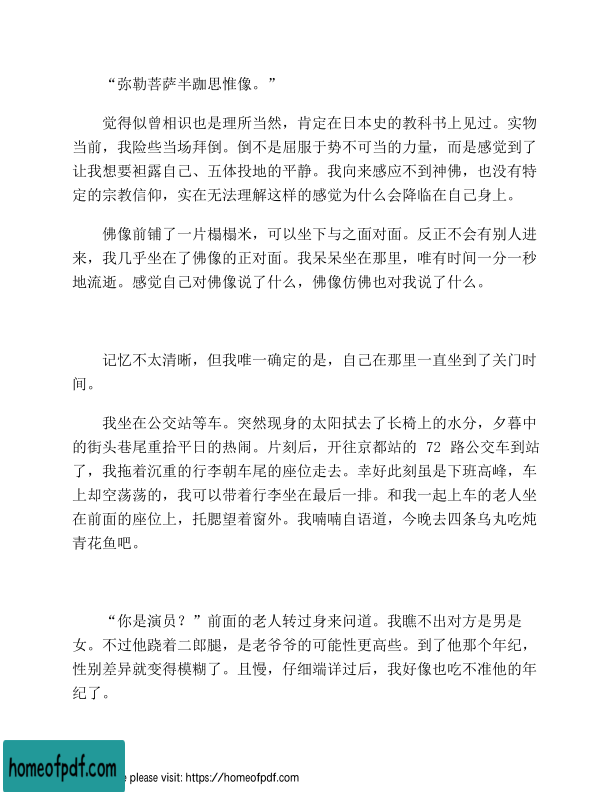 “弥勒菩萨半跏思惟像。”
觉得似曾相识也是理所当然，肯定在日本史的教科书上见过。实物
当前，我险些当场拜倒。倒不是屈服于势不可当的力量，而是感觉到了
让我想要袒露自己、五体投地的平静。我向来感应不到神佛，也没有特
定的宗教信仰，实在无法理解这样的感觉为什么会降临在自己身上。
佛像前铺了一片榻榻米，可以坐下与之面对面。反正不会有别人进
来，我几乎坐在了佛像的正对面。我呆呆坐在那里，唯有时间一分一秒
地流逝。感觉自己对佛像说了什么，佛像仿佛也对我说了什么。
记忆不太清晰，但我唯一确定的是，自己在那里一直坐到了关门时
间。
我坐在公交站等车。突然现身的太阳拭去了长椅上的水分，夕暮中
的街头巷尾重拾平日的热闹。片刻后，开往京都站的 72 路公交车到站
了，我拖着沉重的行李朝车尾的座位走去。幸好此刻虽是下班高峰，车
上却空荡荡的，我可以带着行李坐在最后一排。和我一起上车的老人坐
在前面的座位上，托腮望着窗外。我喃喃自语道，今晚去四条乌丸吃炖
青花鱼吧。
“你是演员？”前面的老人转过身来问道。我瞧不出对方是男是
女。不过他跷着二郎腿，是老爷爷的可能性更高些。到了他那个年纪，
性别差异就变得模糊了。且慢，仔细端详过后，我好像也吃不准他的年
纪了。
homeofpdf.com
e please visit: https://homeofpdf.com